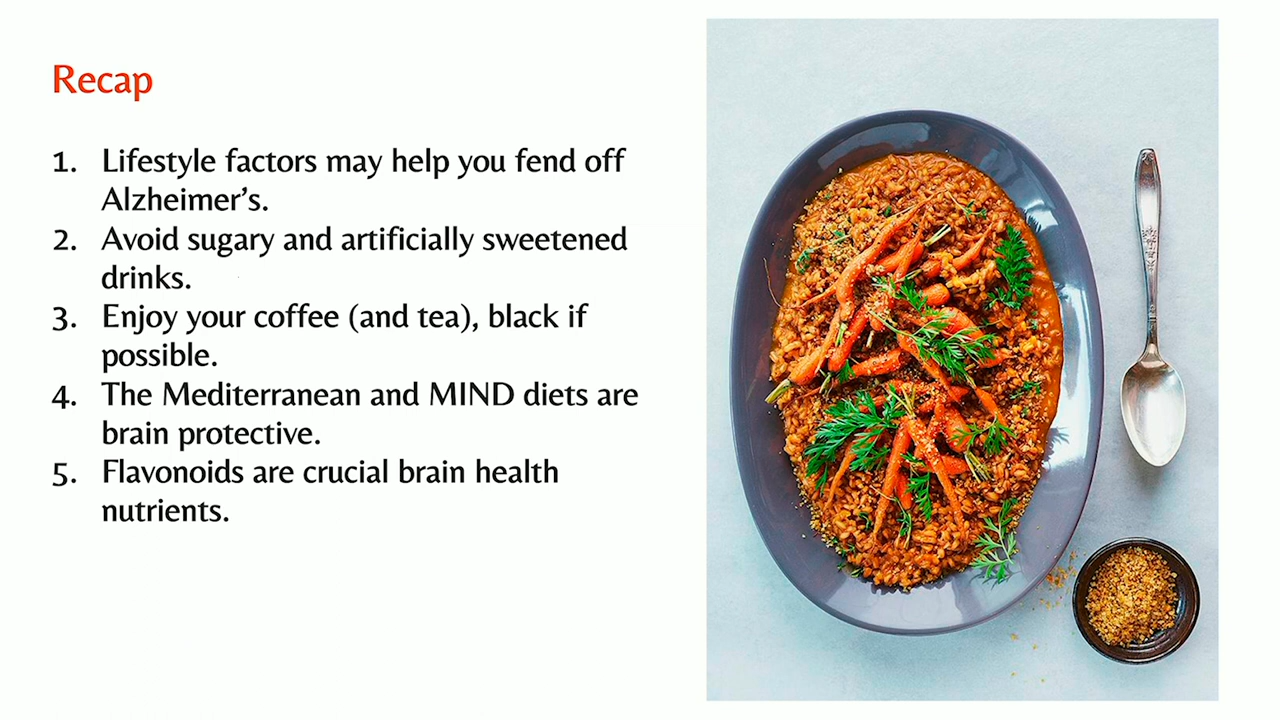 Recap
1. Lifestyle factors may help you fend off
Alzheimer’s.
2. Avoid sugary and artificially sweetened
drinks.
3. Enjoy your coffee (and tea), black if
possible.
4. The Mediterranean and MIND diets are
brain protective.
5. Flavonoids are crucial brain health
nutrients.